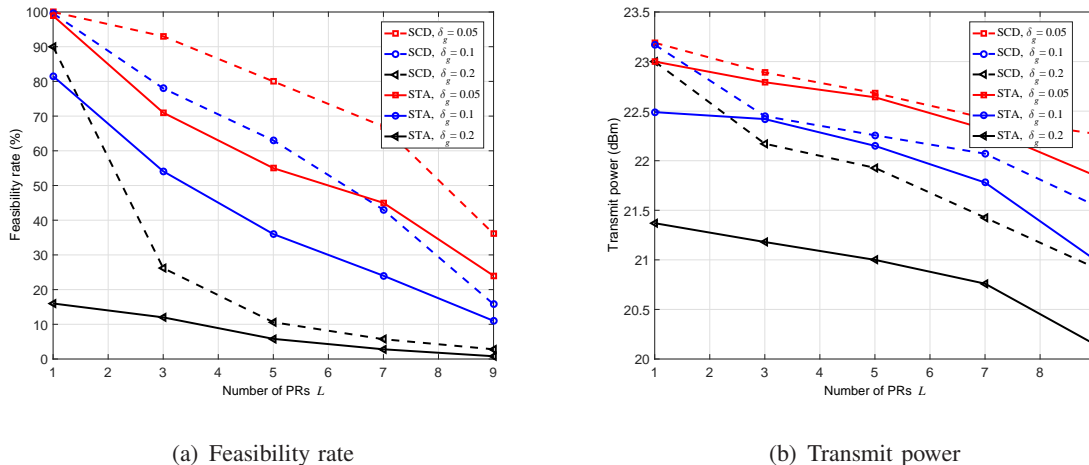 100
90
80
70
60
50
40
30
20
10
0
Feasibility rate (%)
SCD, δg = 0.05
SCD, δg = 0.1
SCD, δg = 0.2
STA, δg = 0.05
STA, δg = 0.1
STA, δg = 0.2
1 2 3 4 5 6 7 8 9
Number of PRs L
(a) Feasibility rate
23.5
23
22.5
22
21.5
21
20.5
20
Transmit power (dBm)
SCD, δg = 0.05
SCD, δg = 0.1
SCD, δg = 0.2
STA, δg = 0.05
STA, δg = 0.1
STA, δg = 0.2
1 2 3 4 5 6 7 8
Number of PRs L
(b) Transmit power